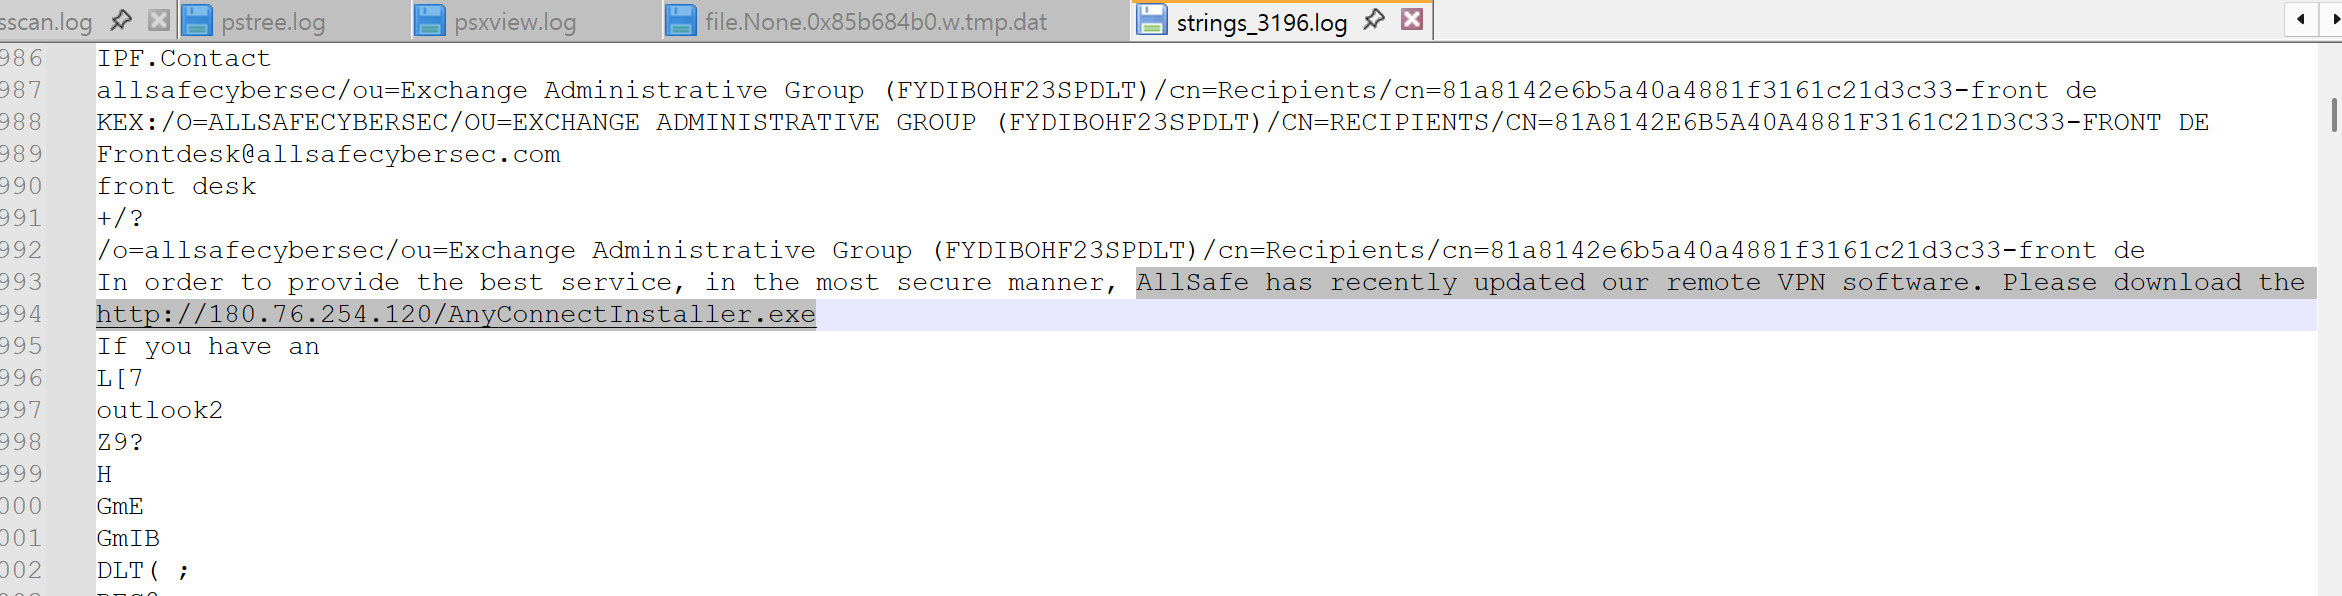 sscan.log pstree.log psxview.log file.None.0x85b684b0.w.tmp.dat strings_3196.log
986 IPF.Contact
987 allsafecybersec/ou=Exchange Administrative Group (FYDIBOHF23SPDLT)/cn=Recipients/cn=81a8142e6b5a40a4881f3161c21d3c33-front de
988 KEX:/O=ALLSAFECYBERSEC/OU=EXCHANGE ADMINISTRATIVE GROUP (FYDIBOHF23SPDLT)/CN=RECIPIENTS/CN=81A8142E6B5A40A4881F3161C21D3C33-FRONT DE
989 Frontdesk@allsafecybersec.com
990 front desk
991 +/?
992 /o=allsafecybersec/ou=Exchange Administrative Group (FYDIBOHF23SPDLT)/cn=Recipients/cn=81a8142e6b5a40a4881f3161c21d3c33-front de
993 In order to provide the best service, in the most secure manner, AllSafe has recently updated our remote VPN software. Please download the
994 http://180.76.254.120/AnyConnectInstaller.exe
995 If you have an
996 L[7
997 outlook2
998 Z9?
999 H
000 GmE
001 GmIB
002 DLT( ;